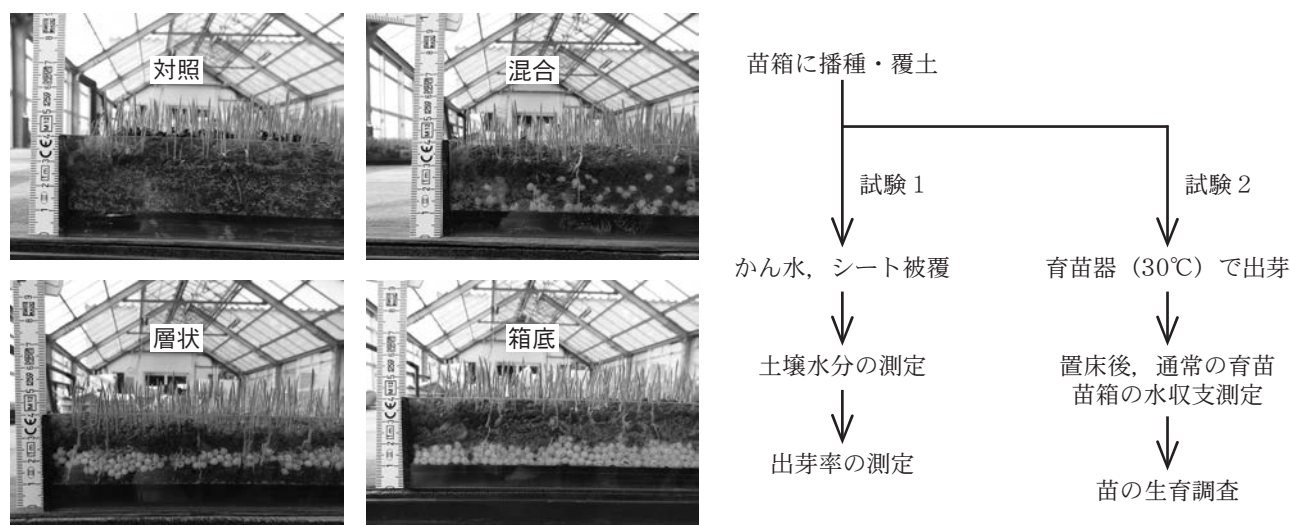 対照
混合
層状
箱底
苗箱に播種・覆土
試験1
試験2
かん水，シート被覆
育苗器（30℃）で出芽
土壌水分の測定
置床後，通常の育苗
苗箱の水収支測定
出芽率の測定
苗の生育調査